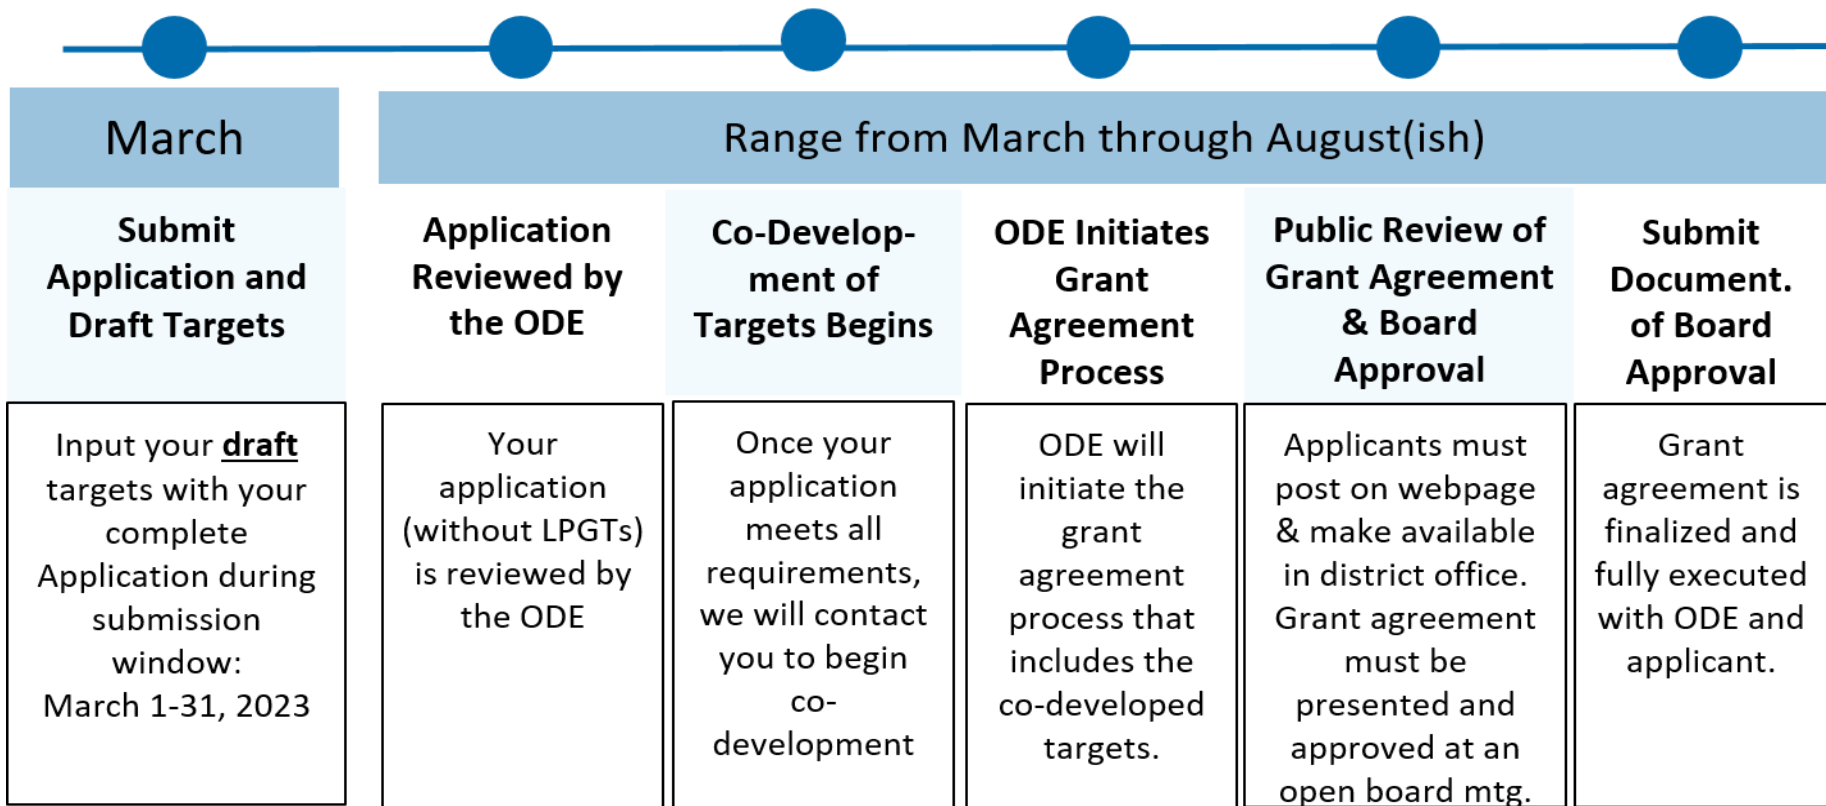 March
Range from March through August(ish)
Submit
Application and
Draft Targets
Application
Reviewed by
the ODE
Co-Develop-
ment of
Targets Begins
ODE Initiates
Grant
Agreement
Process
Public Review of
Grant Agreement
& Board
Approval
Submit
Document.
of Board
Approval
Input your draft
targets with your
complete
Application during
submission
window:
March 1-31, 2023
Your
application
(without LPGTs)
is reviewed by
the ODE
Once your
application
meets all
requirements,
we will contact
you to begin
co-
development
ODE will
initiate the
grant
agreement
process that
includes the
co-developed
targets.
Applicants must
post on webpage
& make available
in district office.
Grant agreement
must be
presented and
approved at an
open board mtg.
Grant
agreement is
finalized and
fully executed
with ODE and
applicant.